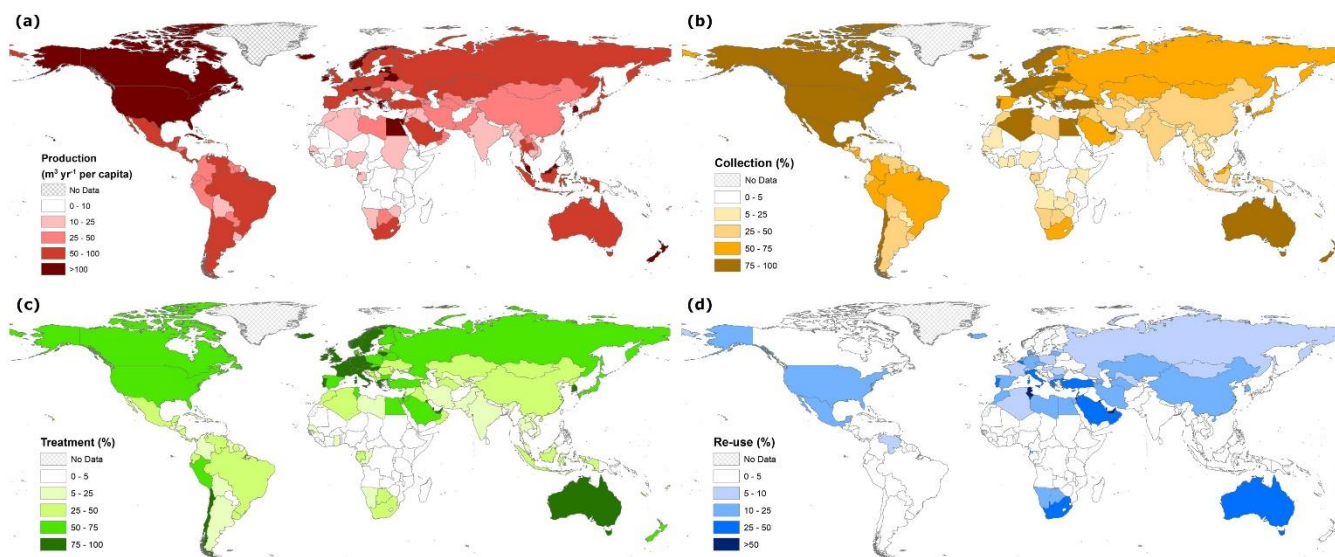 (a)
Production
(m³ yr⁻¹ per capita)
No Data
0 - 10
10 - 25
25 - 50
50 - 100
>100
(b)
Collection (%)
No Data
0 - 5
5 - 25
25 - 50
50 - 75
75 - 100
(c)
Treatment (%)
No Data
0 - 5
5 - 25
25 - 50
50 - 75
75 - 100
(d)
Re-use (%)
No Data
0 - 5
5 - 10
10 - 25
25 - 50
>50